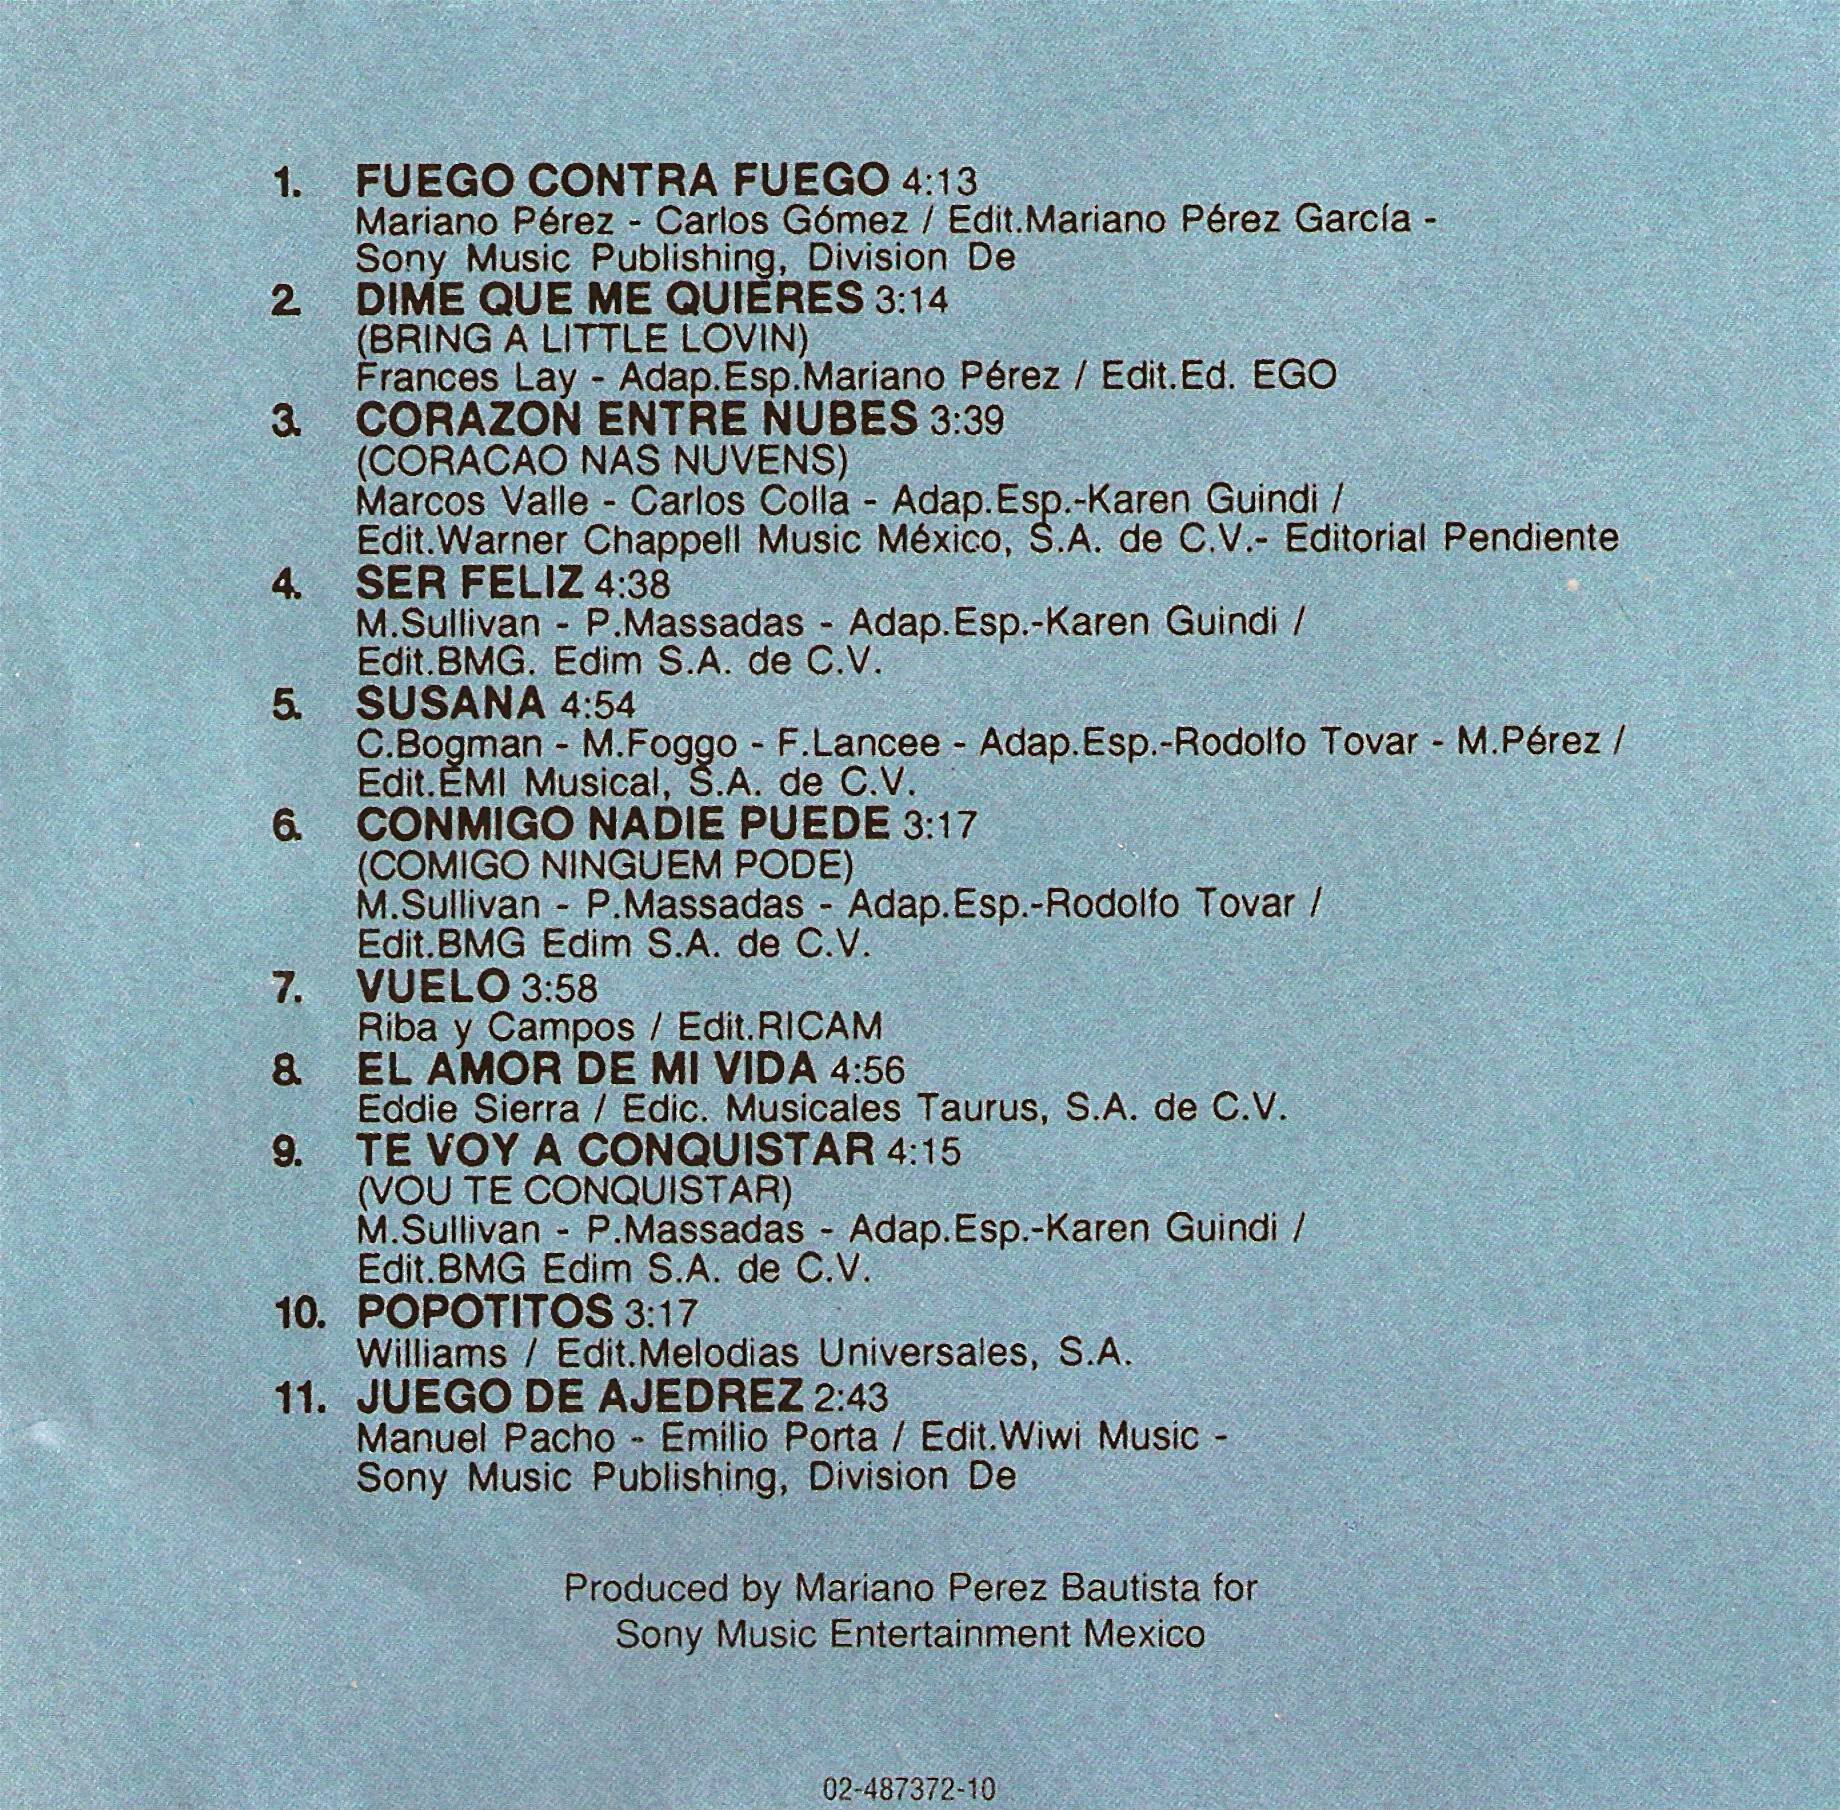 1. FUEGO CONTRA FUEGO 4:13
Mariano Pérez - Carlos Gómez / Edit.Mariano Pérez García -
Sony Music Publishing, Division De
2. DIME QUE ME QUIERES 3:14
(BRING A LITTLE LOVIN)
Frances Lay - Adap.Esp.Mariano Pérez / Edit.Ed. EGO
3. CORAZON ENTRE NUBES 3:39
(CORACAO NAS NUVENS)
Marcos Valle - Carlos Colla - Adap.Esp.-Karen Guindi /
Edit.Warner Chappell Music México, S.A. de C.V.- Editorial Pendiente
4. SER FELIZ 4:38
M.Sullivan - P.Massadas - Adap.Esp.-Karen Guindi /
Edit.BMG. Edim S.A. de C.V.
5. SUSANA 4:54
C.Bogman - M.Foggo - F.Lancee - Adap.Esp.-Rodolfo Tovar - M.Pérez /
Edit.EMI Musical, S.A. de C.V.
6. CONMIGO NADIE PUEDE 3:17
(COMIGO NINGUEM PODE)
M.Sullivan - P.Massadas - Adap.Esp.-Rodolfo Tovar /
Edit.BMG Edim S.A. de C.V.
7. VUELO 3:58
Riba y Campos / Edit.RICAM
8. EL AMOR DE MI VIDA 4:56
Eddie Sierra / Edic. Musicales Taurus, S.A. de C.V.
9. TE VOY A CONQUISTAR 4:15
(VOU TE CONQUISTAR)
M.Sullivan - P.Massadas - Adap.Esp.-Karen Guindi /
Edit.BMG Edim S.A. de C.V.
10. POPOTITOS 3:17
Williams / Edit.Melodias Universales, S.A.
11. JUEGO DE AJEDREZ 2:43
Manuel Pacho - Emilio Porta / Edit.Wiwi Music -
Sony Music Publishing, Division De
Produced by Mariano Perez Bautista for
Sony Music Entertainment Mexico
02-487372-10